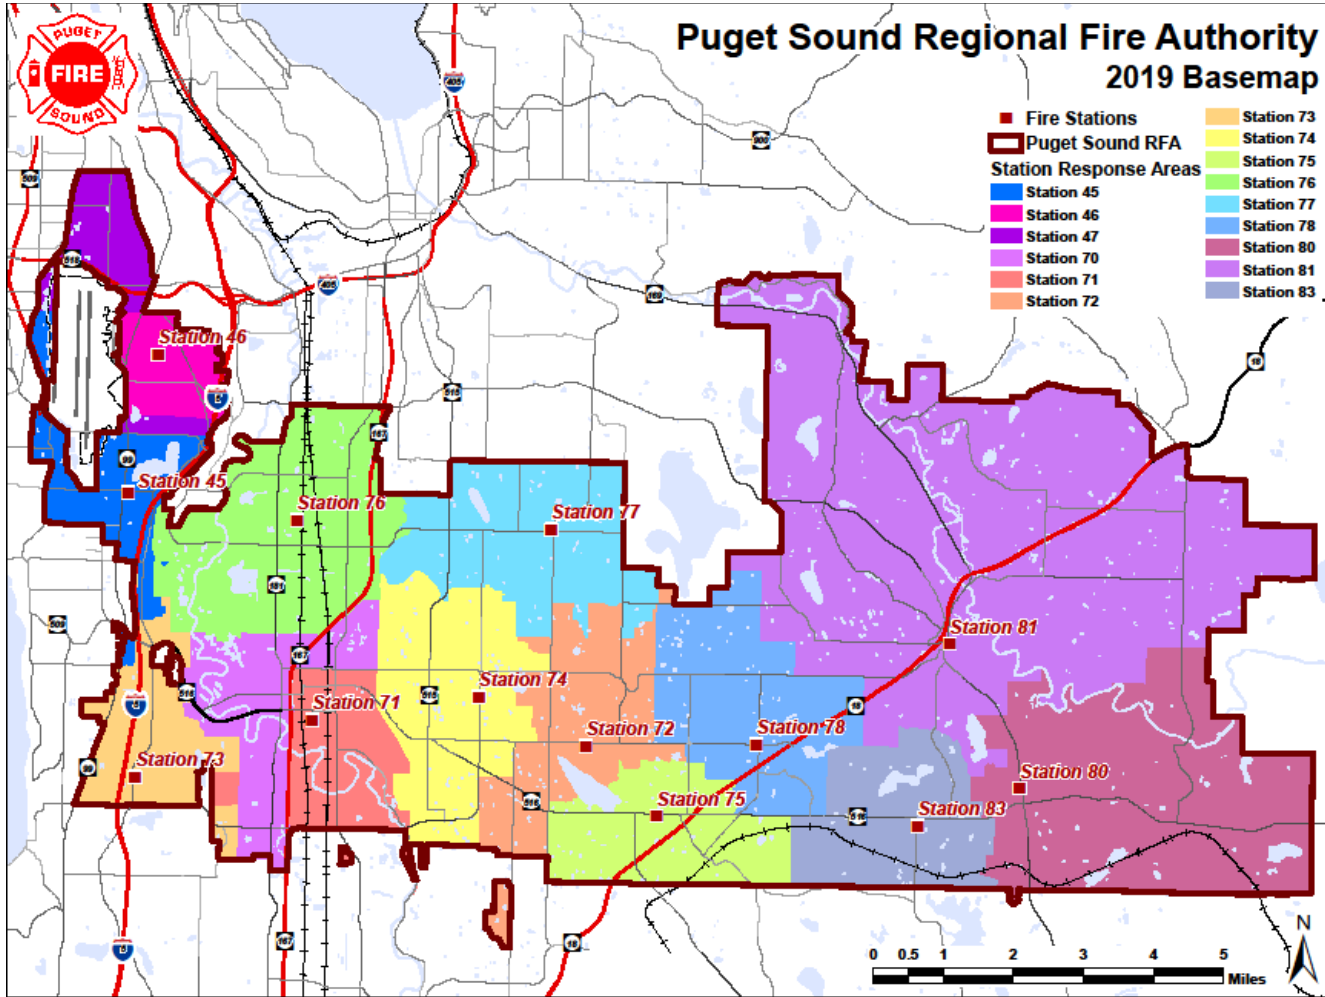 PUGET
FIRE
SOUND
Puget Sound Regional Fire Authority
2019 Basemap
Fire Stations
Puget Sound RFA
Station Response Areas
Station 45
Station 46
Station 47
Station 70
Station 71
Station 72
Station 73
Station 74
Station 75
Station 76
Station 77
Station 78
Station 80
Station 81
Station 83
405
900
509
518
405
169
18
Station 46
5
515
167
99
Station 45
Station 76
Station 77
181
509
167
Station 81
516
5
515
Station 74
Station 71
18
Station 72
Station 78
99
Station 73
516
Station 75
516
Station 80
Station 83
5
167
18
N
0 0.5 1 2 3 4 5
Miles